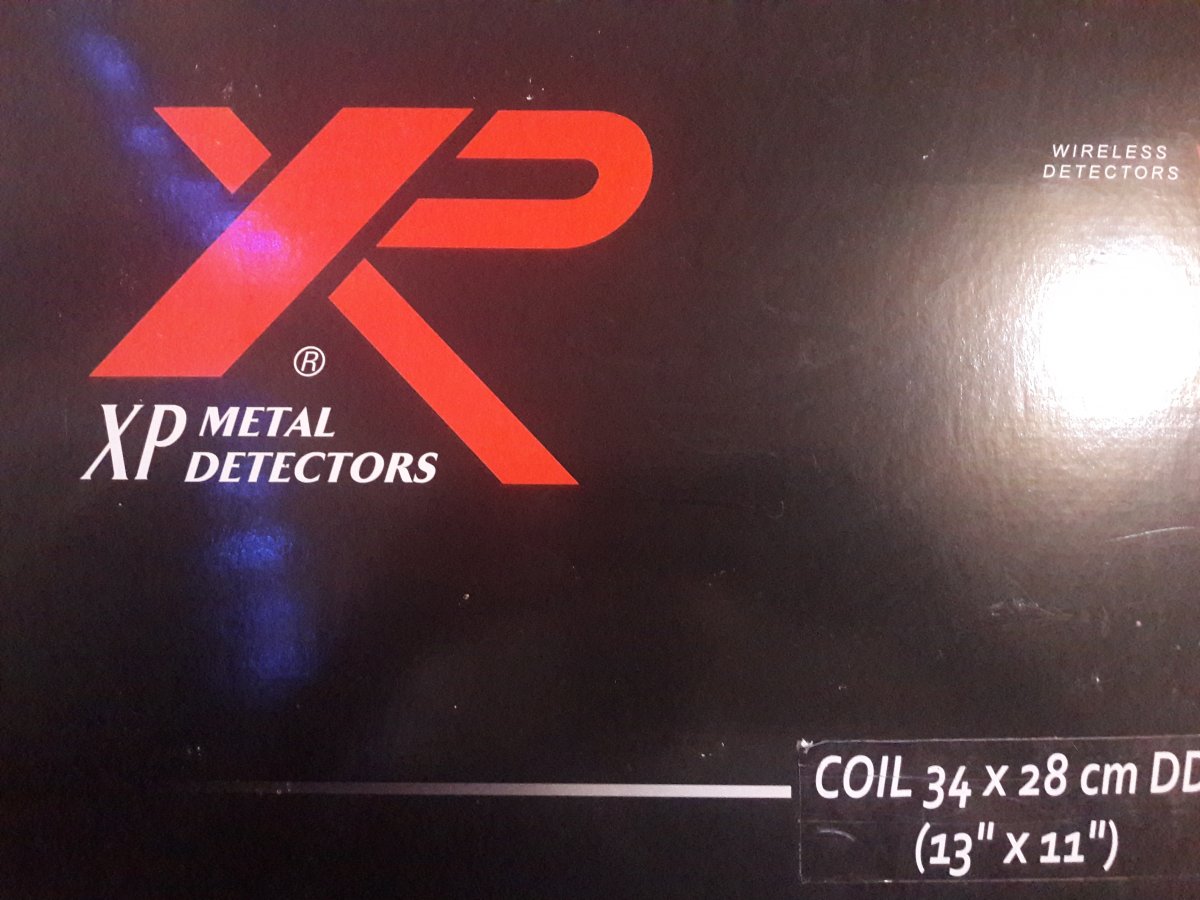 XP
WIRELESS
DETECTORS
®
XP METAL
DETECTORS
COIL 34 x 28 cm DD
(13" x 11")